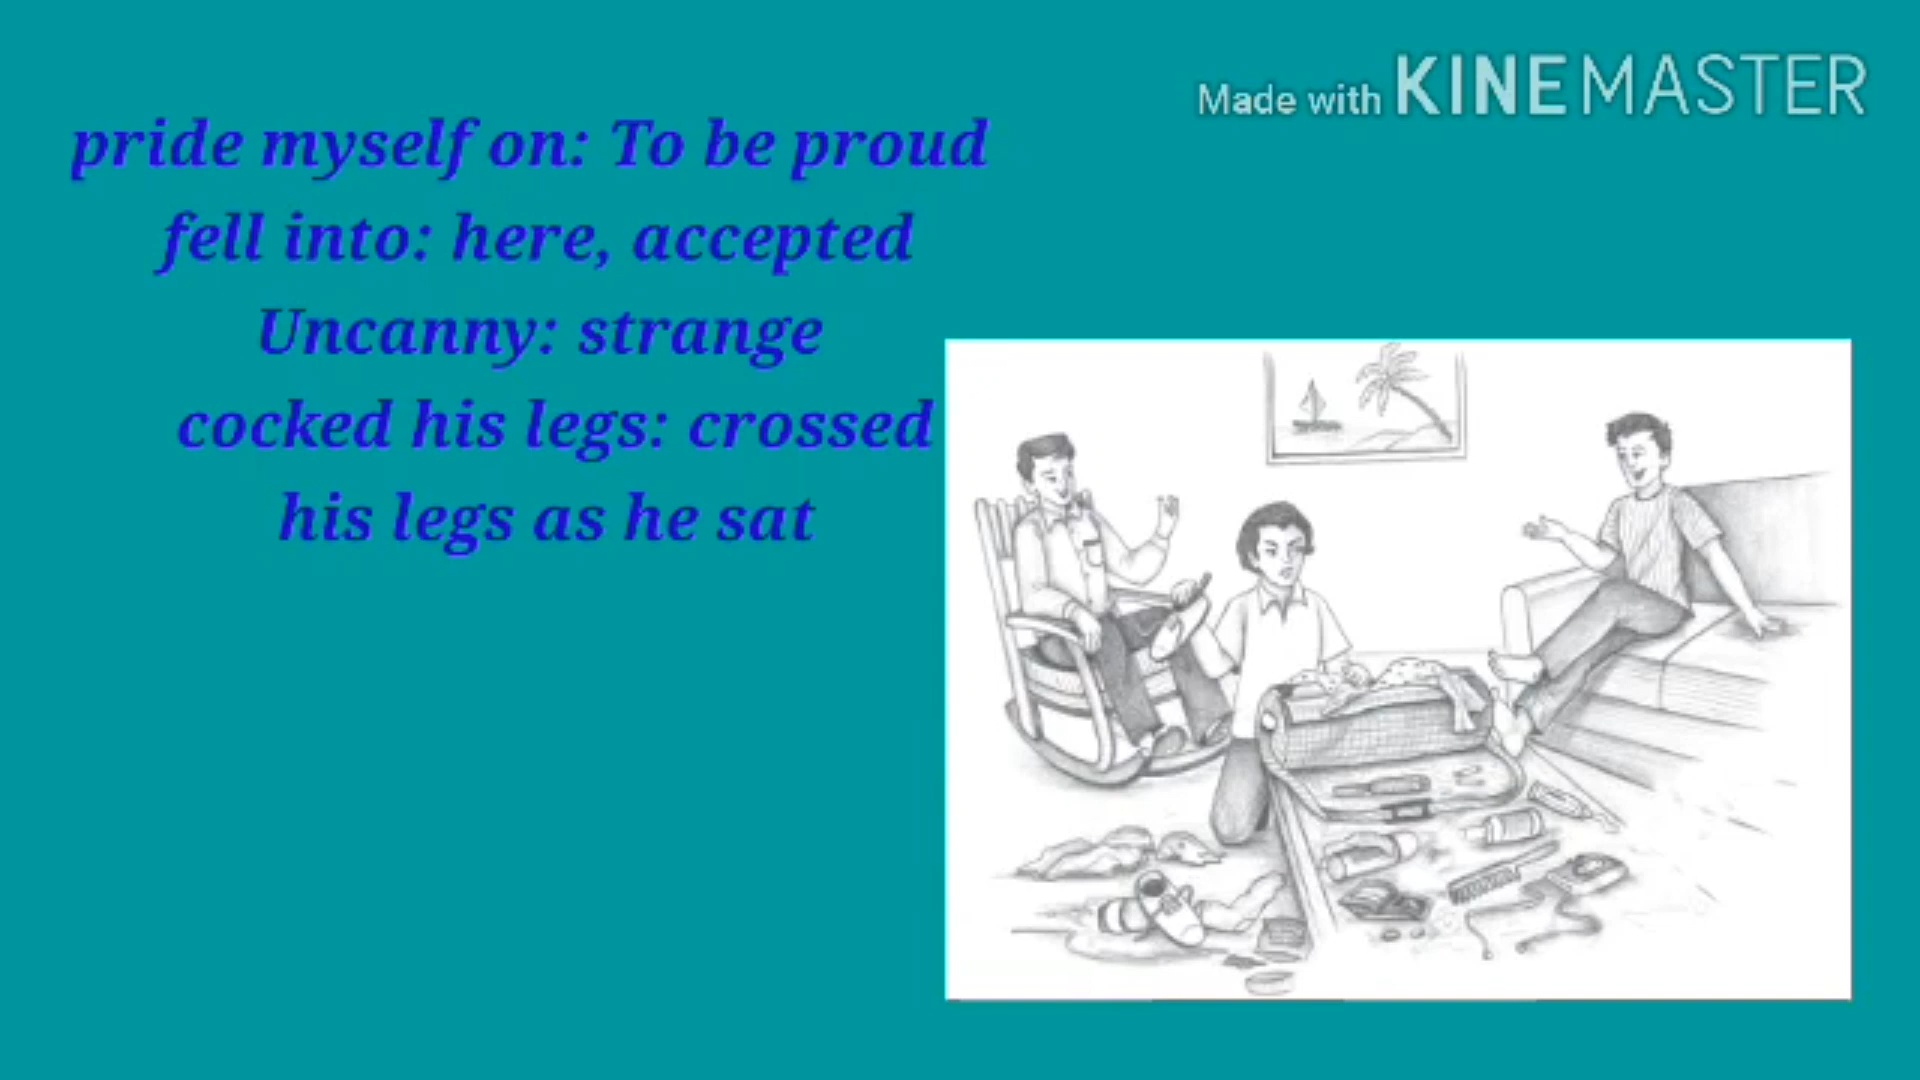 Made with KINEMASTER
pride myself on: To be proud
fell into: here, accepted
Uncanny: strange
cocked his legs: crossed
his legs as he sat